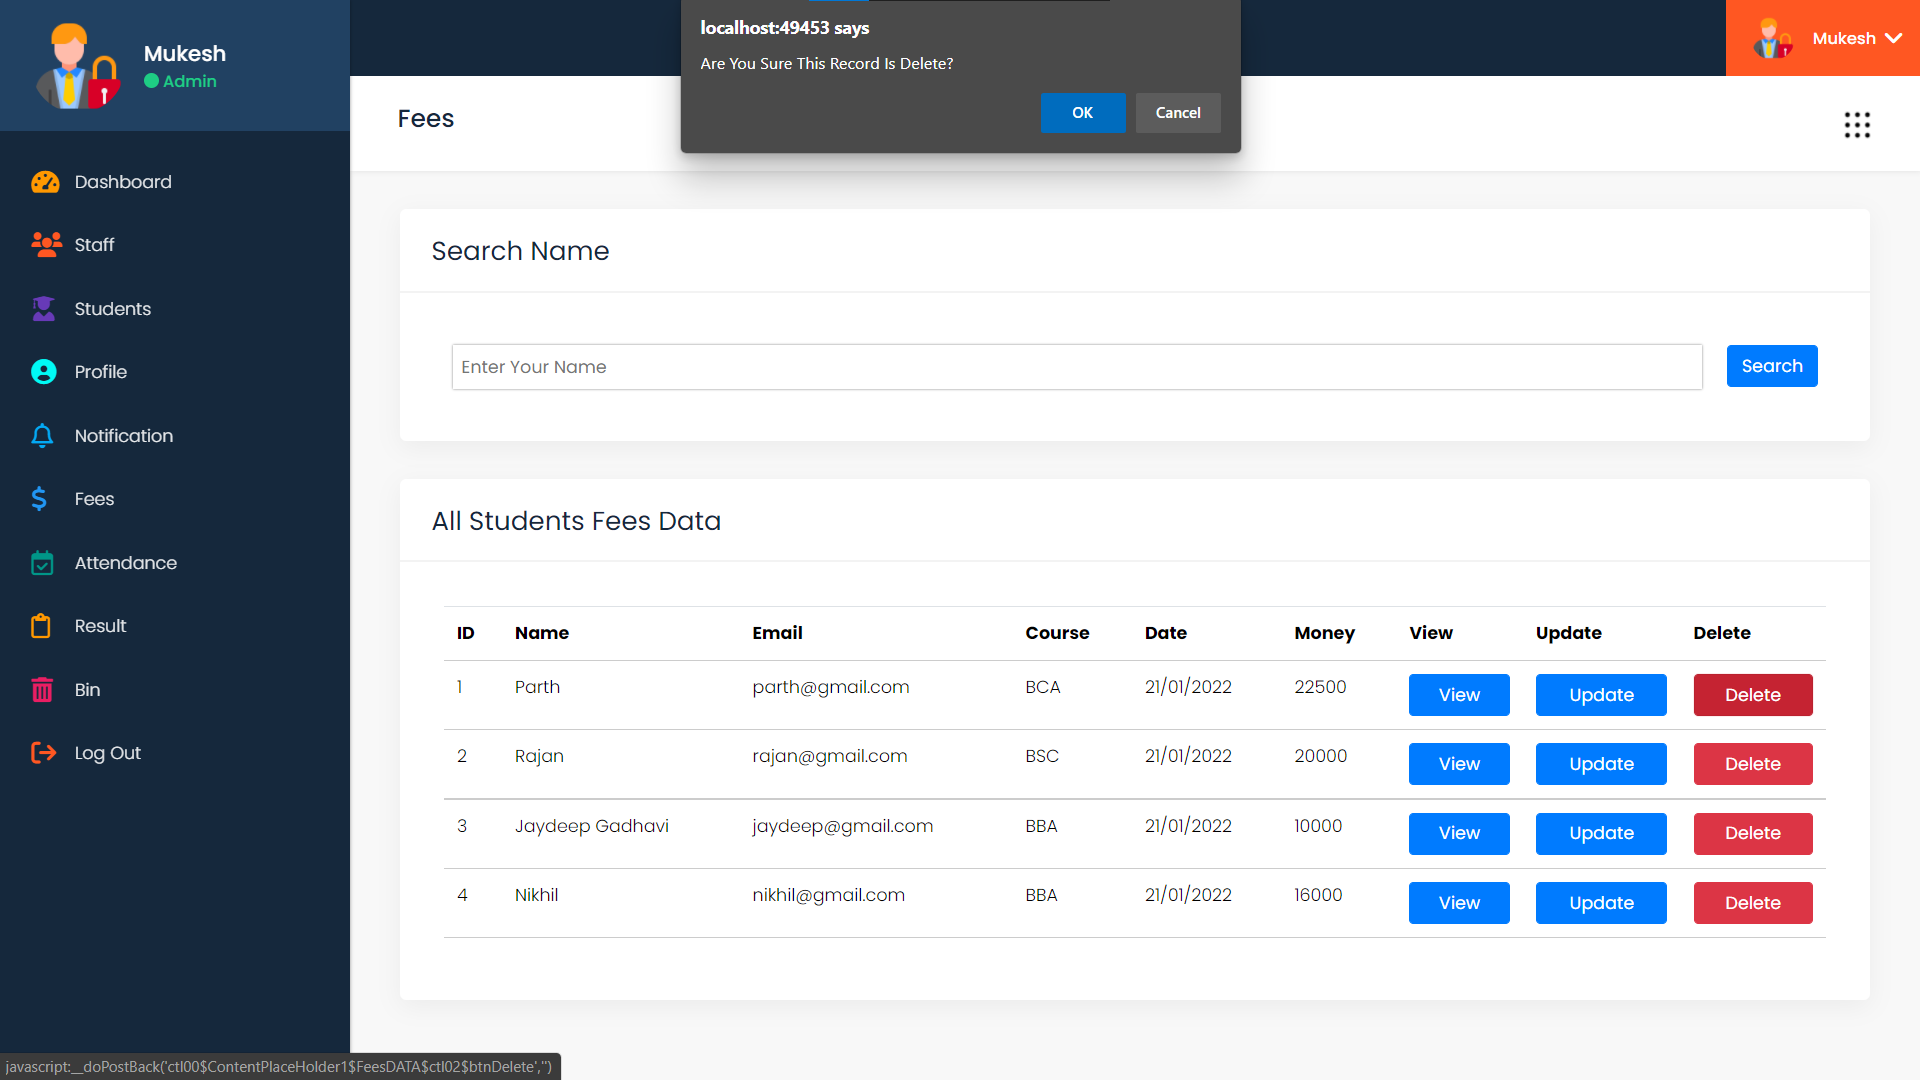 Mukesh
Admin
localhost:49453 says
Are You Sure This Record Is Delete?
OK Cancel
Mukesh
Fees
Dashboard
Staff
Students
Profile
Notification
Fees
Attendance
Result
Bin
Log Out
Search Name
Enter Your Name Search
All Students Fees Data
ID Name Email Course Date Money View Update Delete
1 Parth parth@gmail.com BCA 21/01/2022 22500 View Update Delete
2 Rajan rajan@gmail.com BSC 21/01/2022 20000 View Update Delete
3 Jaydeep Gadhavi jaydeep@gmail.com BBA 21/01/2022 10000 View Update Delete
4 Nikhil nikhil@gmail.com BBA 21/01/2022 16000 View Update Delete
javascript:__doPostBack('ctl00$ContentPlaceHolder1$FeesDATA$ctl02$btnDelete','')